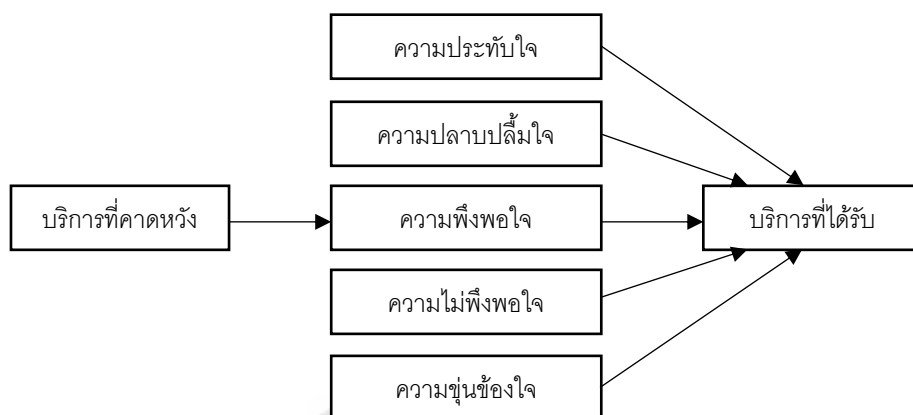 ความประทับใจ
ความปลาบปลื้มใจ
บริการที่คาดหวัง
ความพึงพอใจ
บริการที่ได้รับ
ความไม่พึงพอใจ
ความขุ่นข้องใจ